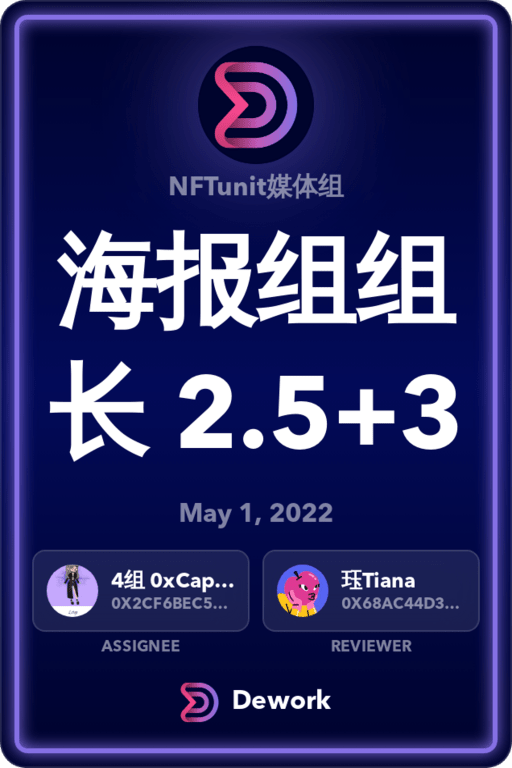 NFTunit媒体组
海报组组
长 2.5+3
May 1, 2022
4组 0xCap...
0X2CF6BEC5...
ASSIGNEE
珏Tiana
0X68AC44D3...
REVIEWER
Dework